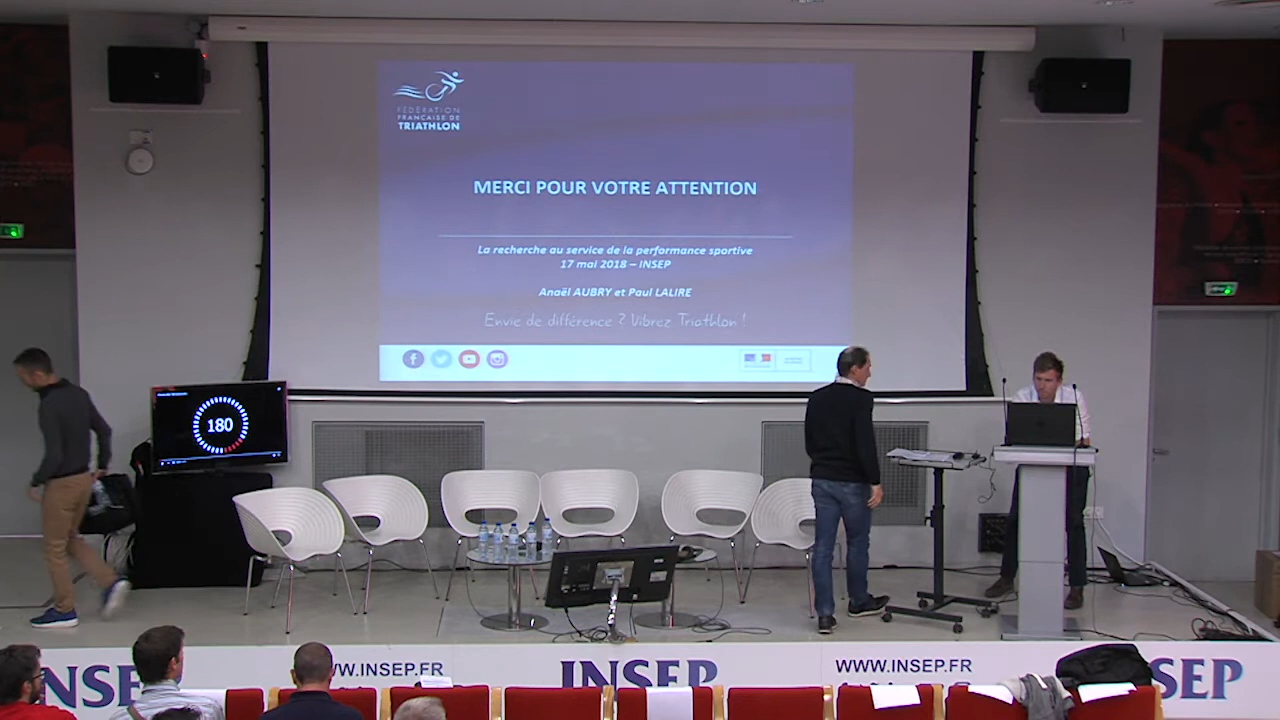 FÉDÉRATION
FRANÇAISE DE
TRIATHLON
MERCI POUR VOTRE ATTENTION
La recherche au service de la performance sportive
17 mai 2018 – INSEP
Anaël AUBRY et Paul LALIRE
Envie de différence ? Vibrez Triathlon !
180
WWW.INSEP.FR
INSEP
WWW.INSEP.FR